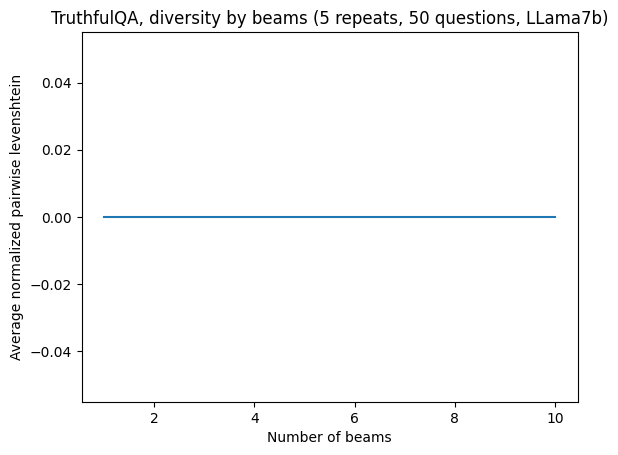 TruthfulQA, diversity by beams (5 repeats, 50 questions, LLama7b)
Average normalized pairwise levenshtein
0.04
0.02
0.00
−0.02
−0.04
2 4 6 8 10
Number of beams